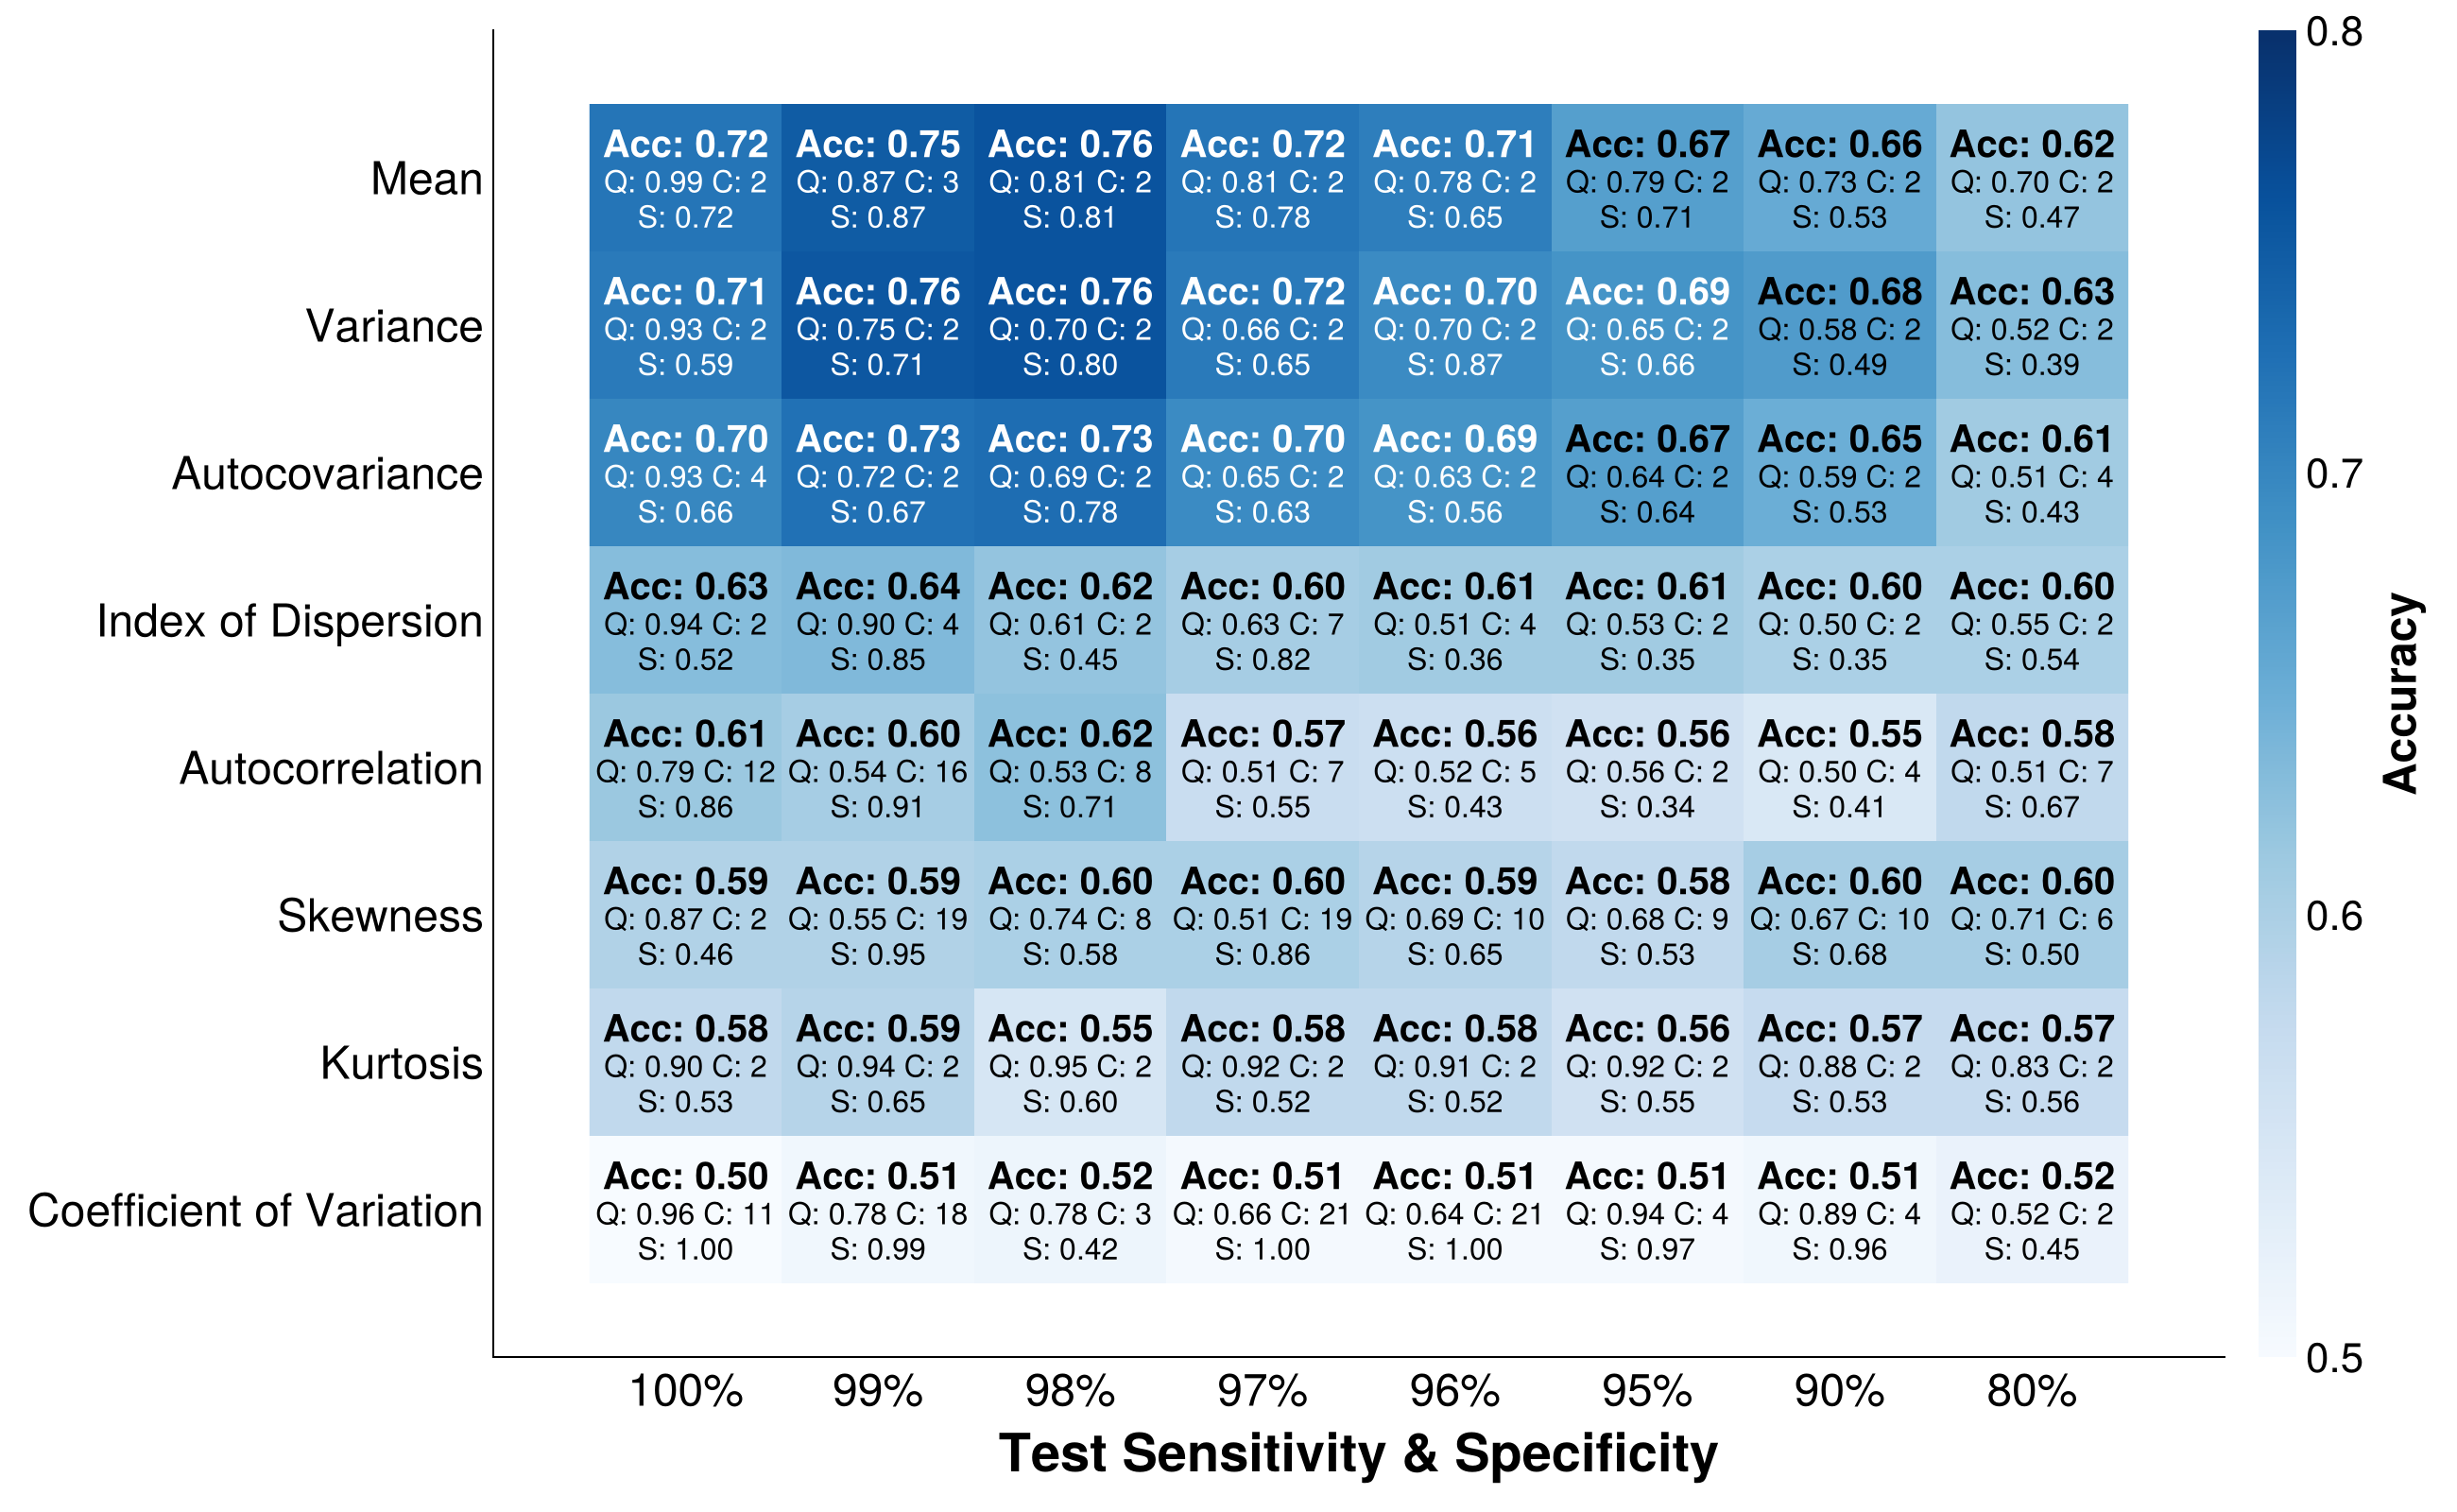 0.8
Acc: 0.72 Acc: 0.75 Acc: 0.76 Acc: 0.72 Acc: 0.71 Acc: 0.67 Acc: 0.66 Acc: 0.62
Mean Q: 0.99 C: 2 Q: 0.87 C: 3 Q: 0.81 C: 2 Q: 0.81 C: 2 Q: 0.78 C: 2 Q: 0.79 C: 2 Q: 0.73 C: 2 Q: 0.70 C: 2
S: 0.72 S: 0.87 S: 0.81 S: 0.78 S: 0.65 S: 0.71 S: 0.53 S: 0.47
Acc: 0.71 Acc: 0.76 Acc: 0.76 Acc: 0.72 Acc: 0.70 Acc: 0.69 Acc: 0.68 Acc: 0.63
Variance Q: 0.93 C: 2 Q: 0.75 C: 2 Q: 0.70 C: 2 Q: 0.66 C: 2 Q: 0.70 C: 2 Q: 0.65 C: 2 Q: 0.58 C: 2 Q: 0.52 C: 2
S: 0.59 S: 0.71 S: 0.80 S: 0.65 S: 0.87 S: 0.66 S: 0.49 S: 0.39
Acc: 0.70 Acc: 0.73 Acc: 0.73 Acc: 0.70 Acc: 0.69 Acc: 0.67 Acc: 0.65 Acc: 0.61
Autocovariance Q: 0.93 C: 4 Q: 0.72 C: 2 Q: 0.69 C: 2 Q: 0.65 C: 2 Q: 0.63 C: 2 Q: 0.64 C: 2 Q: 0.59 C: 2 Q: 0.51 C: 4 0.7
S: 0.66 S: 0.67 S: 0.78 S: 0.63 S: 0.56 S: 0.64 S: 0.53 S: 0.43
Acc: 0.63 Acc: 0.64 Acc: 0.62 Acc: 0.60 Acc: 0.61 Acc: 0.61 Acc: 0.60 Acc: 0.60
Index of Dispersion Q: 0.94 C: 2 Q: 0.90 C: 4 Q: 0.61 C: 2 Q: 0.63 C: 7 Q: 0.51 C: 4 Q: 0.53 C: 2 Q: 0.50 C: 2 Q: 0.55 C: 2
S: 0.52 S: 0.85 S: 0.45 S: 0.82 S: 0.36 S: 0.35 S: 0.35 S: 0.54
Accuracy
Acc: 0.61 Acc: 0.60 Acc: 0.62 Acc: 0.57 Acc: 0.56 Acc: 0.56 Acc: 0.55 Acc: 0.58
Autocorrelation Q: 0.79 C: 12 Q: 0.54 C: 16 Q: 0.53 C: 8 Q: 0.51 C: 7 Q: 0.52 C: 5 Q: 0.56 C: 2 Q: 0.50 C: 4 Q: 0.51 C: 7
S: 0.86 S: 0.91 S: 0.71 S: 0.55 S: 0.43 S: 0.34 S: 0.41 S: 0.67
Acc: 0.59 Acc: 0.59 Acc: 0.60 Acc: 0.60 Acc: 0.59 Acc: 0.58 Acc: 0.60 Acc: 0.60
Skewness Q: 0.87 C: 2 Q: 0.55 C: 19 Q: 0.74 C: 8 Q: 0.51 C: 19 Q: 0.69 C: 10 Q: 0.68 C: 9 Q: 0.67 C: 10 Q: 0.71 C: 6 0.6
S: 0.46 S: 0.95 S: 0.58 S: 0.86 S: 0.65 S: 0.53 S: 0.68 S: 0.50
Acc: 0.58 Acc: 0.59 Acc: 0.55 Acc: 0.58 Acc: 0.58 Acc: 0.56 Acc: 0.57 Acc: 0.57
Kurtosis Q: 0.90 C: 2 Q: 0.94 C: 2 Q: 0.95 C: 2 Q: 0.92 C: 2 Q: 0.91 C: 2 Q: 0.92 C: 2 Q: 0.88 C: 2 Q: 0.83 C: 2
S: 0.53 S: 0.65 S: 0.60 S: 0.52 S: 0.52 S: 0.55 S: 0.53 S: 0.56
Acc: 0.50 Acc: 0.51 Acc: 0.52 Acc: 0.51 Acc: 0.51 Acc: 0.51 Acc: 0.51 Acc: 0.52
Coefficient of Variation Q: 0.96 C: 11 Q: 0.78 C: 18 Q: 0.78 C: 3 Q: 0.66 C: 21 Q: 0.64 C: 21 Q: 0.94 C: 4 Q: 0.89 C: 4 Q: 0.52 C: 2
S: 1.00 S: 0.99 S: 0.42 S: 1.00 S: 1.00 S: 0.97 S: 0.96 S: 0.45
0.5
100% 99% 98% 97% 96% 95% 90% 80%
Test Sensitivity & Specificity